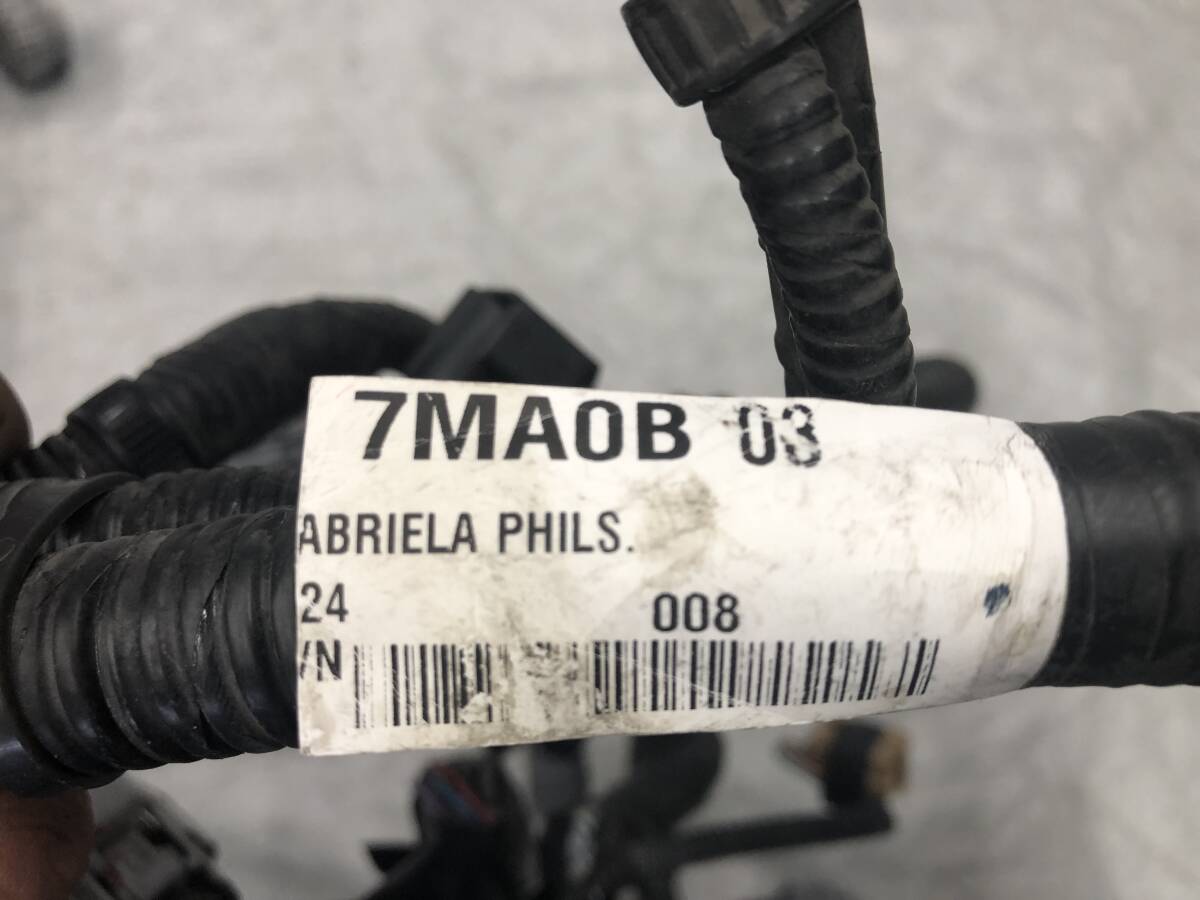 7MA0B 03
ABRIELA PHILS.
24 008
/N